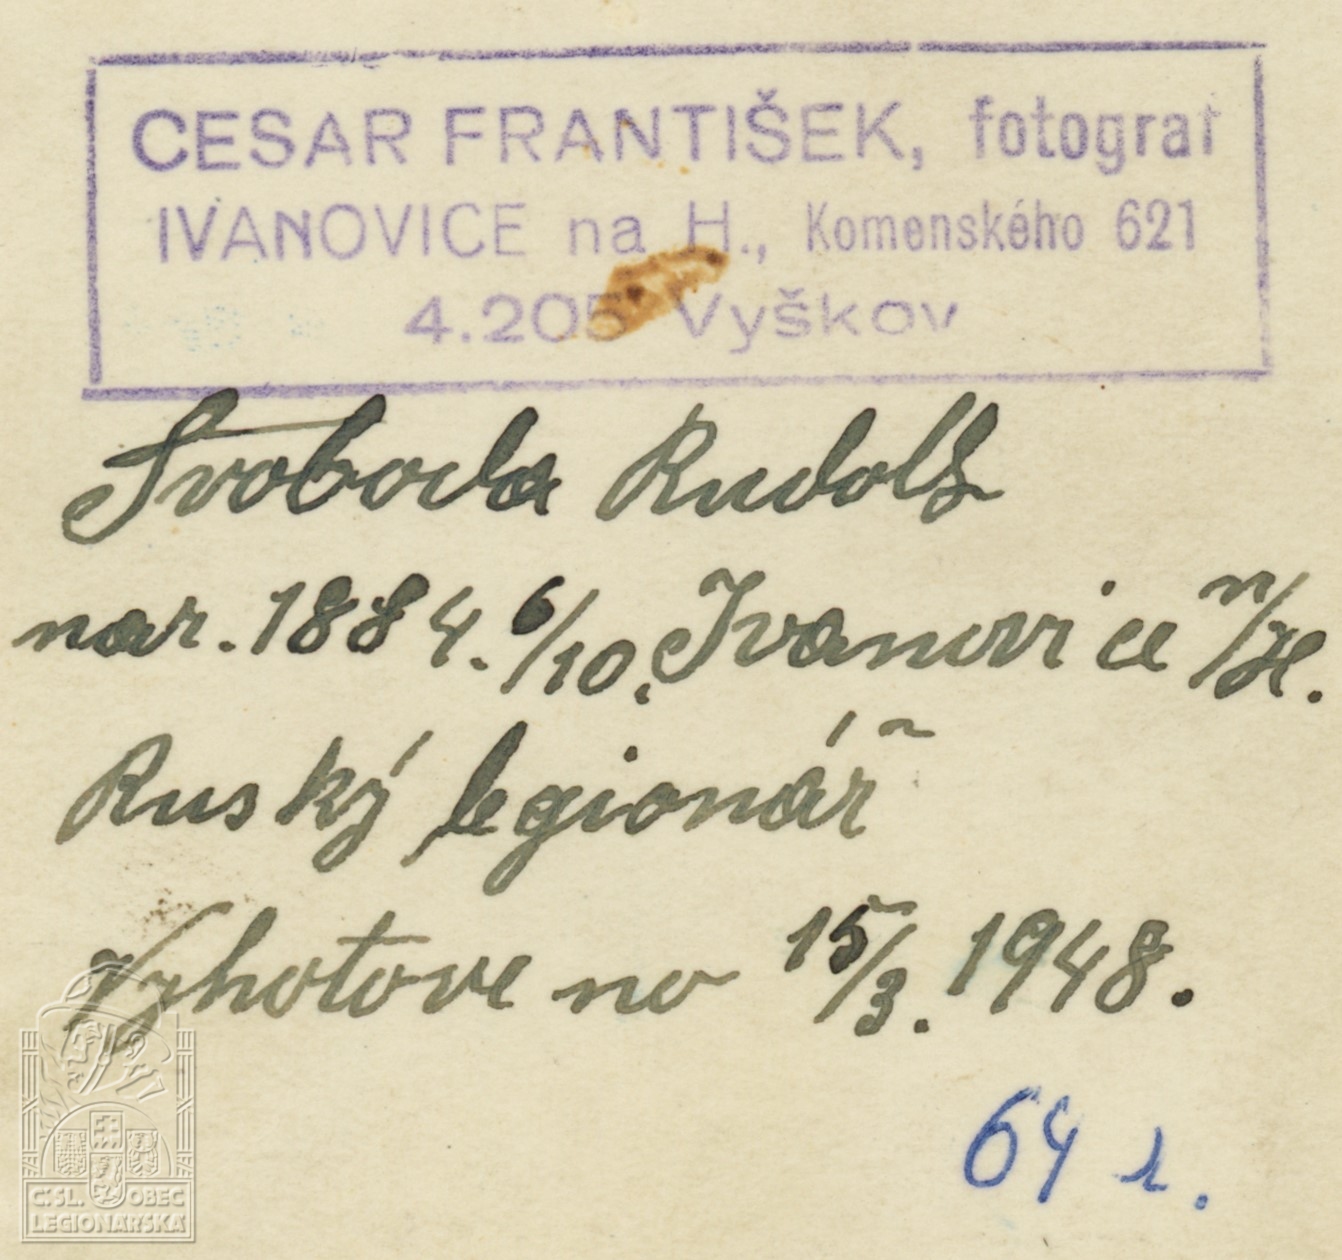 CESAR FRANTIŠEK, fotograf
IVANOVICE na H., Komenského 621
4.205 Vyškov
Svoboda Rudolf
nar. 1884. 6/10. Ivanovice n/H.
Ruský legionář
Vyhotoveno 15/3. 1948.
64 r.
Č.SL. OBEC
LEGIONÁŘSKÁ